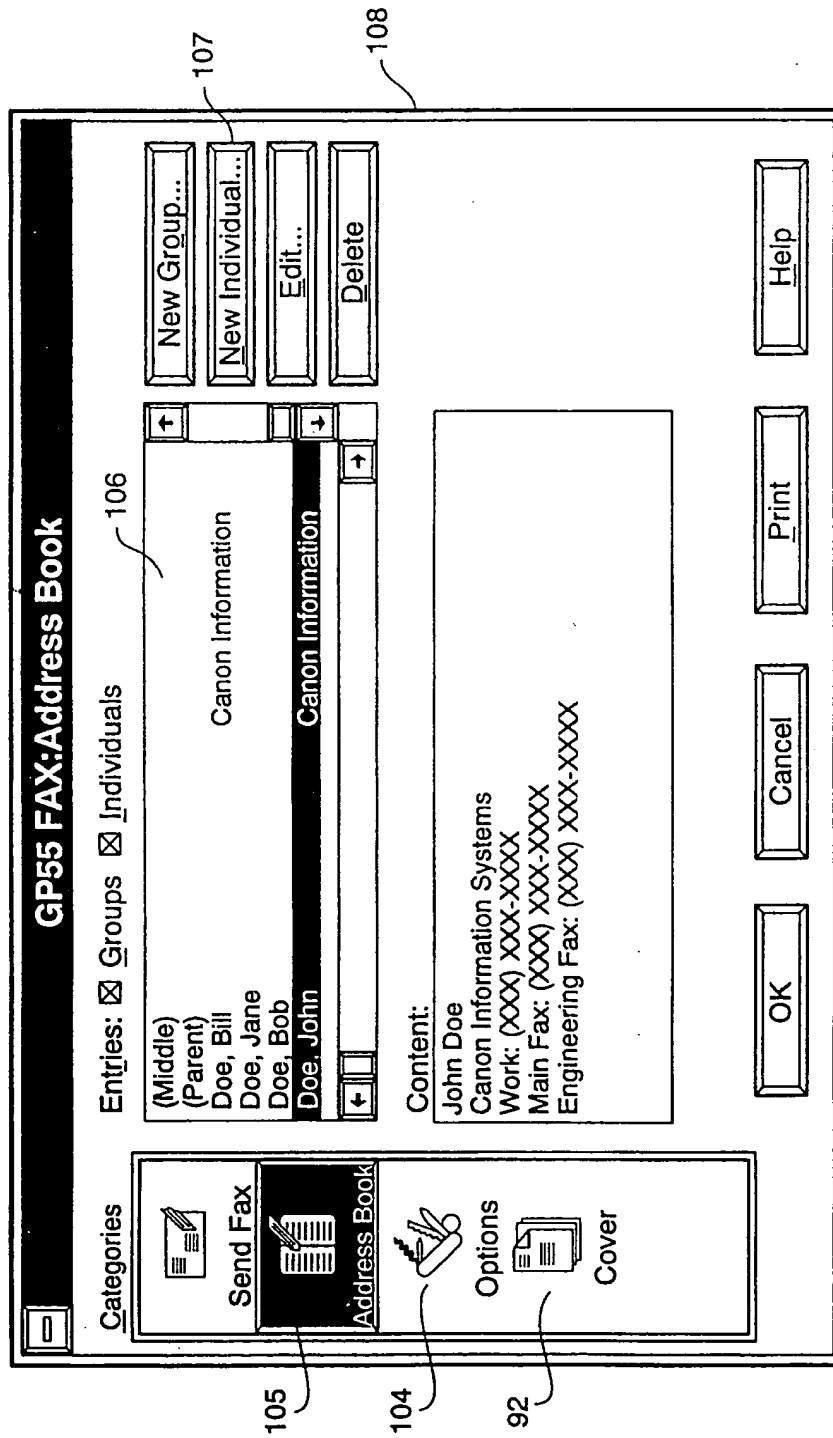 GP55 FAX:Address Book
Categories
Entries: ☒ Groups ☒ Individuals
106
107
108
Send Fax
Address Book
Options
Cover
105
104
92
(Middle)
(Parent)
Doe, Bill Canon Information
Doe, Jane
Doe, Bob
Doe, John Canon Information
New Group...
New Individual...
Edit...
Delete
Content:
John Doe
Canon Information Systems
Work: (XXX) XXX-XXXX
Main Fax: (XXX) XXX-XXXX
Engineering Fax: (XXX) XXX-XXXX
OK
Cancel
Print
Help